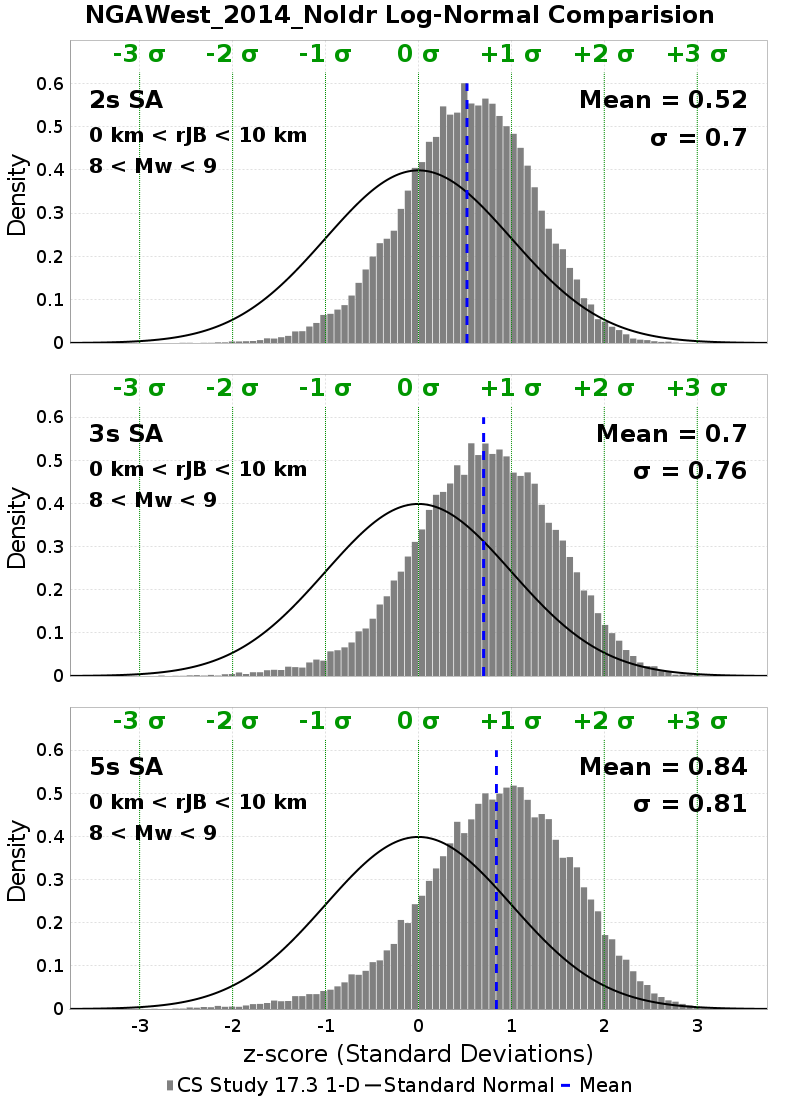 NGAWest_2014_NoIdr Log-Normal Comparision
-3 σ -2 σ -1 σ 0 σ +1 σ +2 σ +3 σ
0.6
2s SA Mean = 0.52
0.5
0 km < rJB < 10 km σ = 0.7
8 < Mw < 9
0.4
Density
0.3
0.2
0.1
0
-3 σ -2 σ -1 σ 0 σ +1 σ +2 σ +3 σ
0.6
3s SA Mean = 0.7
0.5
0 km < rJB < 10 km σ = 0.76
8 < Mw < 9
0.4
Density
0.3
0.2
0.1
0
-3 σ -2 σ -1 σ 0 σ +1 σ +2 σ +3 σ
0.6
5s SA Mean = 0.84
0.5
0 km < rJB < 10 km σ = 0.81
8 < Mw < 9
0.4
Density
0.3
0.2
0.1
0
-3 -2 -1 0 1 2 3
z-score (Standard Deviations)
CS Study 17.3 1-D Standard Normal Mean